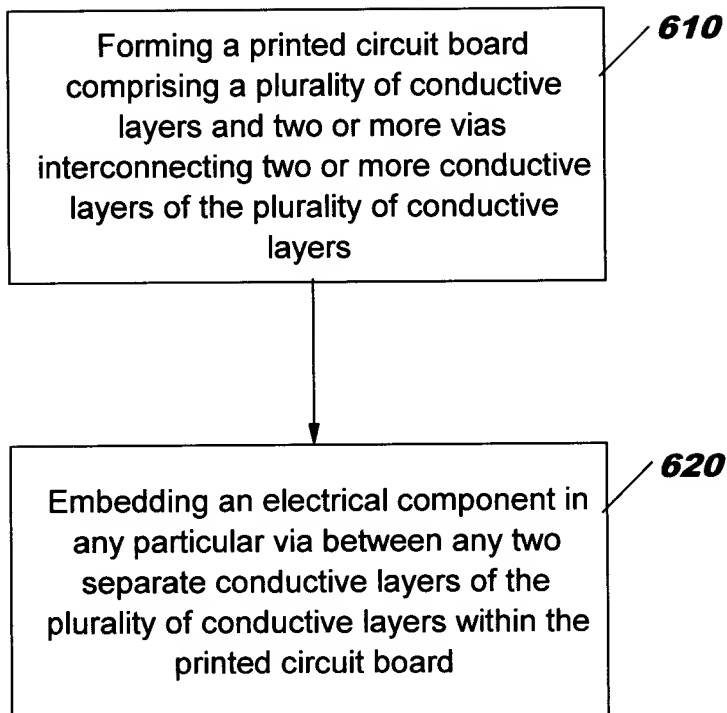 Forming a printed circuit board
comprising a plurality of conductive
layers and two or more vias
interconnecting two or more conductive
layers of the plurality of conductive
layers
610
Embedding an electrical component in
any particular via between any two
separate conductive layers of the
plurality of conductive layers within the
printed circuit board
620